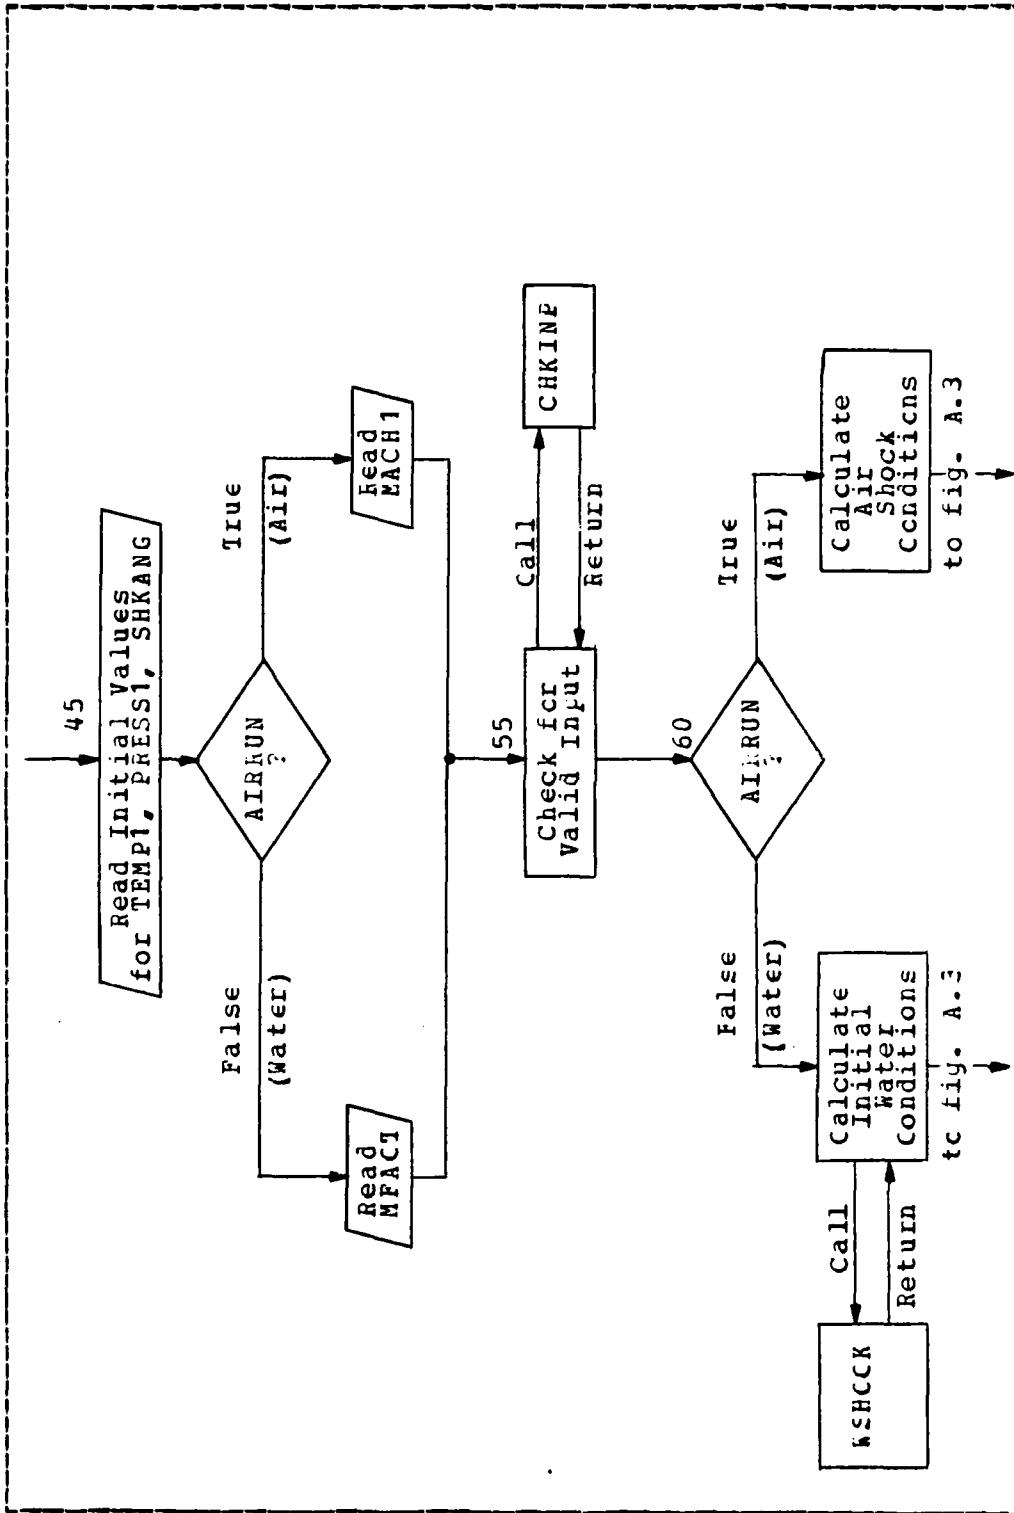 45
Read Initial Values
for TEMP1, PRESS1, SHKANG
AIRRUN
?
False
(Water)
True
(Air)
Read
MFACT
Read
MACH1
55
Check for
Valid Input
Call
Return
CHKINP
60
AIRRUN
?
False
(Water)
True
(Air)
Call
Return
WSHOCK
Calculate
Initial
Water
Conditions
Calculate
Air
Shock
Conditions
to fig. A.3
to fig. A.3